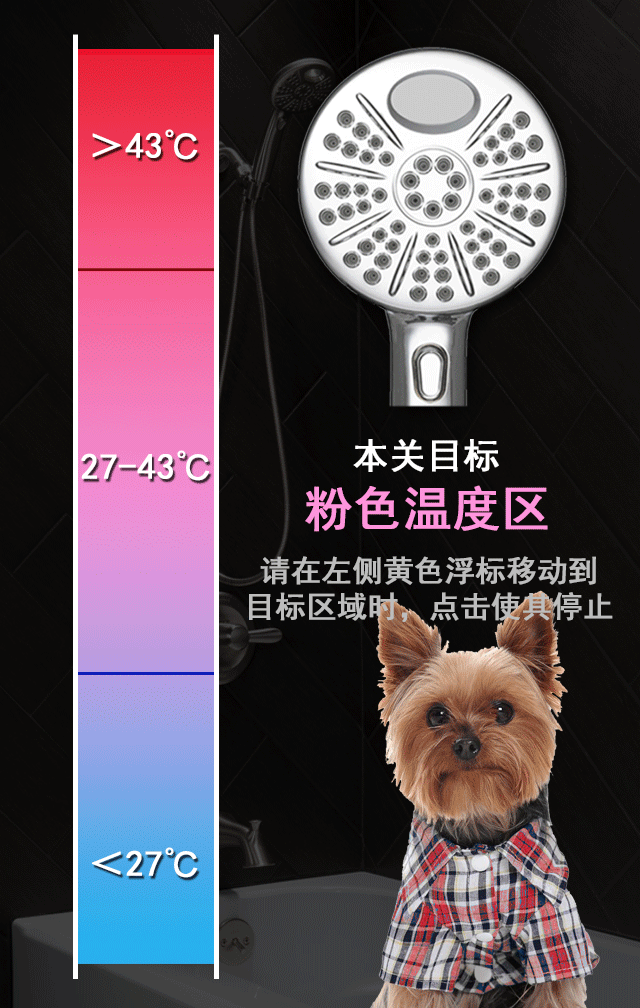 ＞43℃
27-43℃
＜27℃
本关目标
粉色温度区
请在左侧黄色浮标移动到
目标区域时，点击使其停止